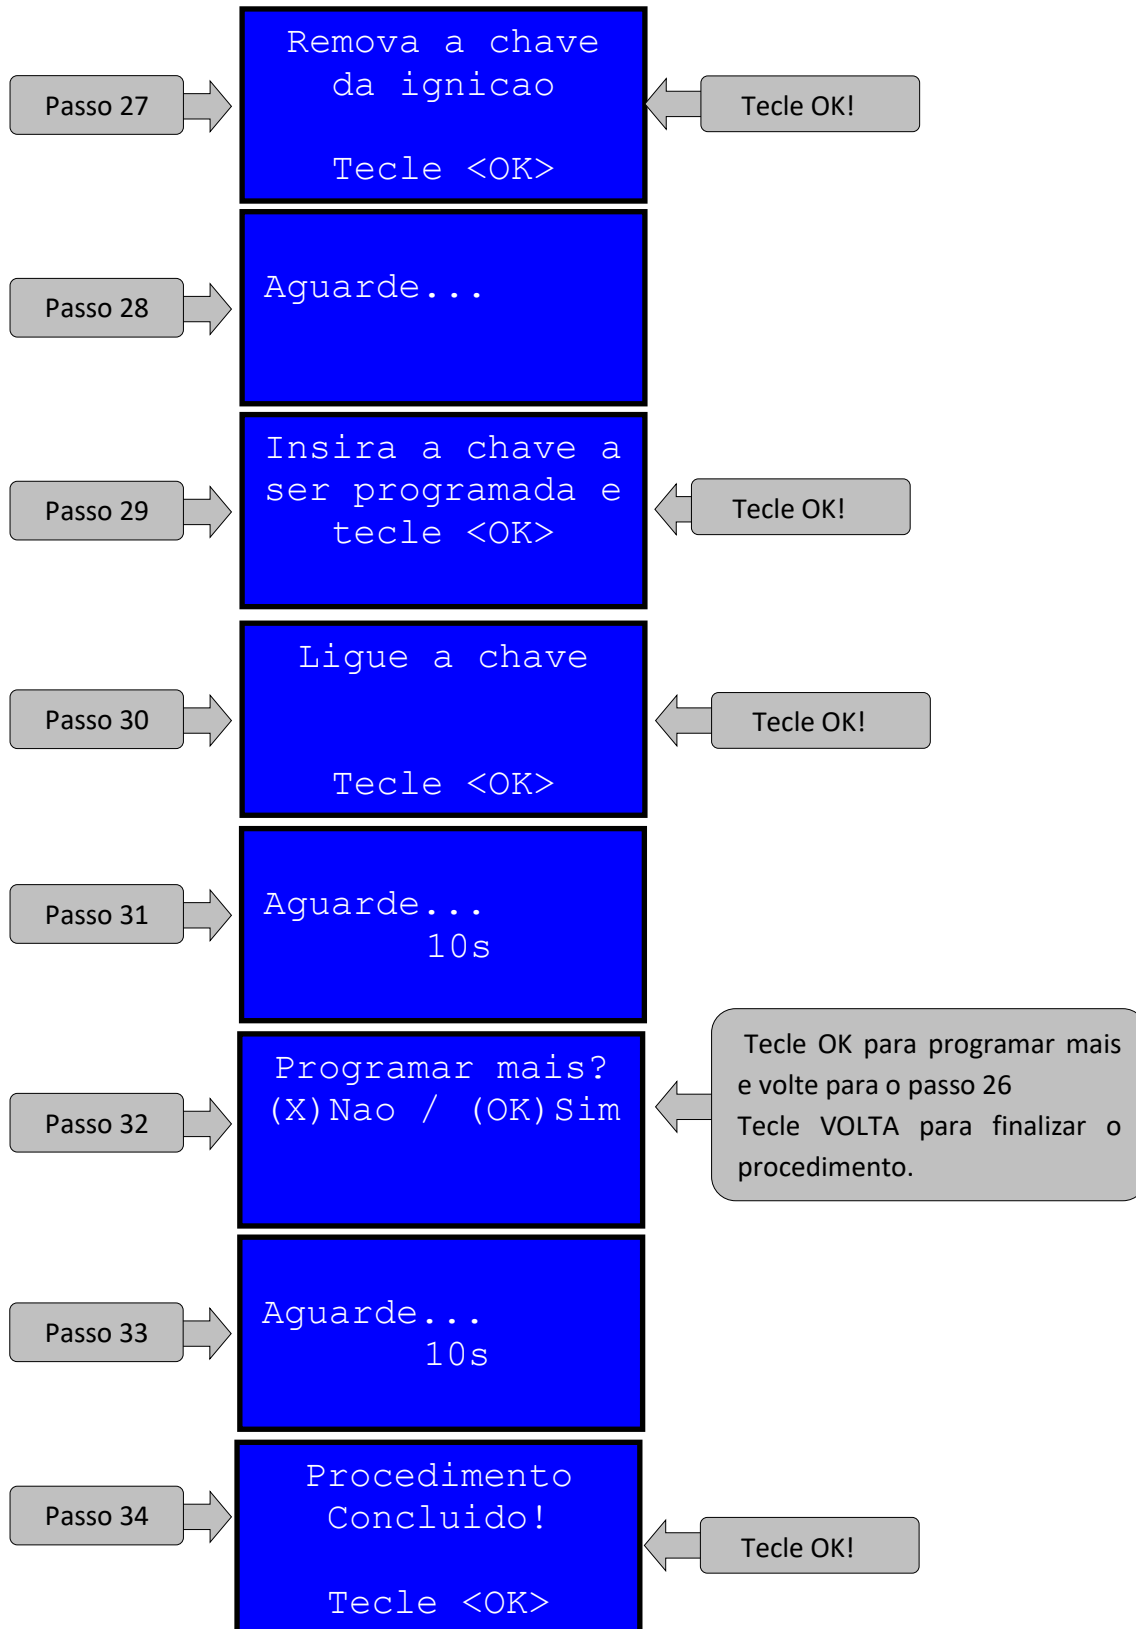 Remova a chave
da ignicao
Passo 27
Tecle OK!
Tecle <OK>
Aguarde...
Passo 28
Insira a chave a
ser programada e
tecle <OK>
Passo 29
Tecle OK!
Ligue a chave
Passo 30
Tecle OK!
Tecle <OK>
Aguarde...
10s
Passo 31
Programar mais?
(X)Nao / (OK)Sim
Passo 32
Tecle OK para programar mais
e volte para o passo 26
Tecle VOLTA para finalizar o
procedimento.
Aguarde...
10s
Passo 33
Procedimento
Concluido!
Passo 34
Tecle OK!
Tecle <OK>